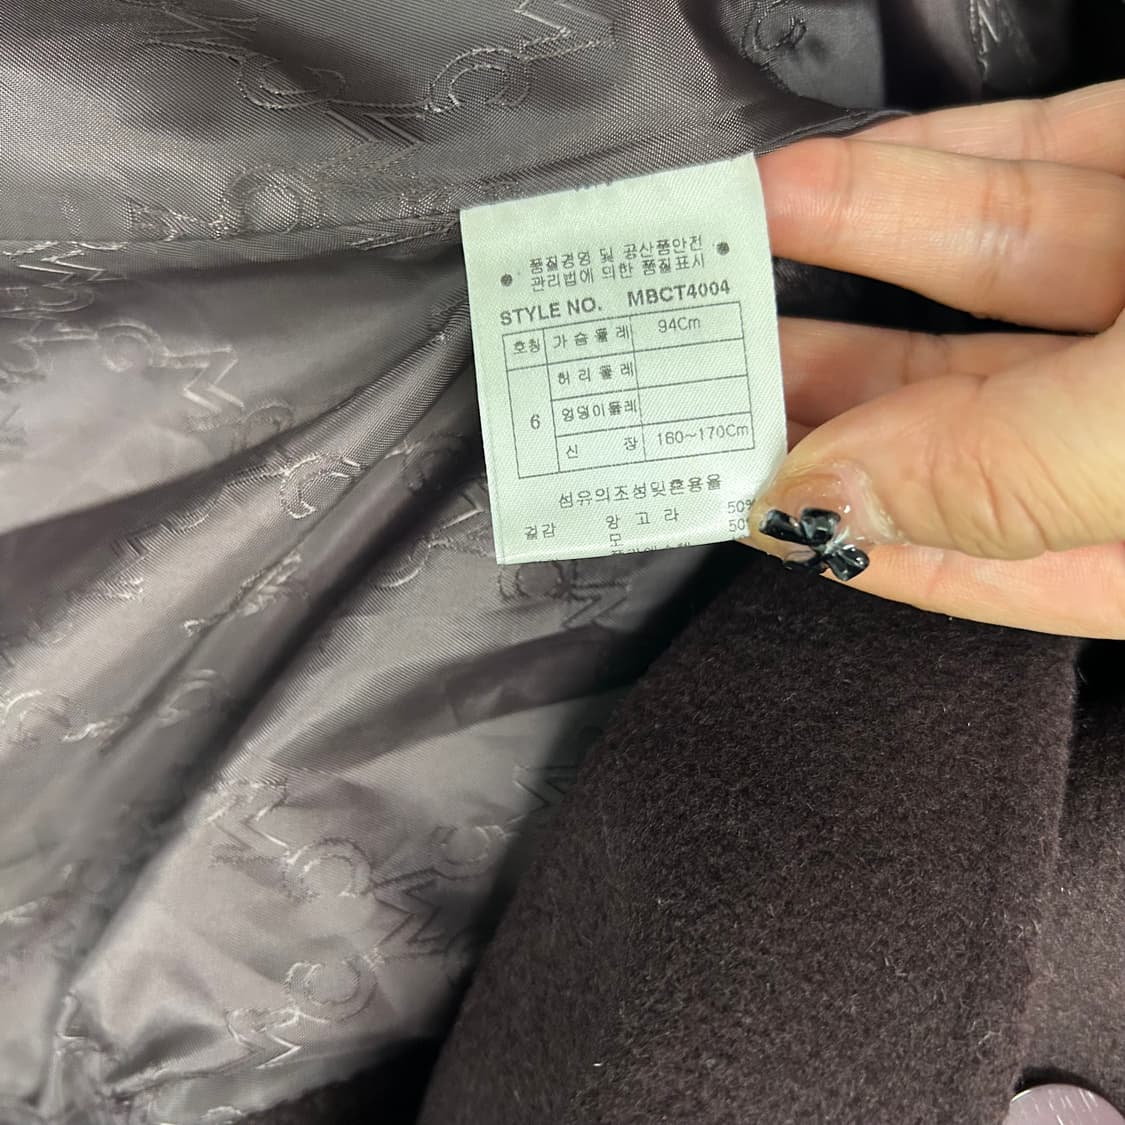 품질경영 및 공산품안전
관리법에 의한 품질표시
STYLE NO. MBCT4004
호칭 가슴둘레 94Cm
허리둘레
6 엉덩이둘레
신 장 160~170Cm
섬유의조성및혼용율
겉감 앙 고 라 50%
모 50%